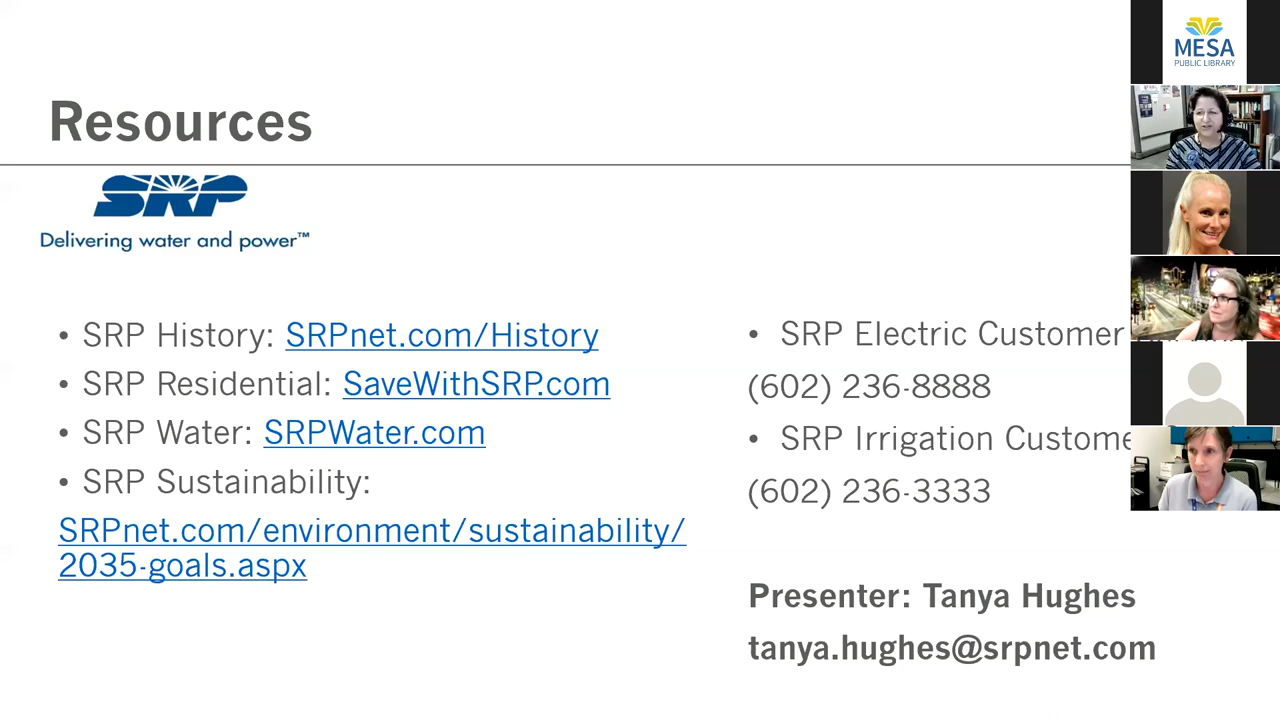 Resources
SRP
Delivering water and power™
• SRP History: SRPnet.com/History
• SRP Residential: SaveWithSRP.com
• SRP Water: SRPWater.com
• SRP Sustainability:
SRPnet.com/environment/sustainability/
2035-goals.aspx
• SRP Electric Customer
(602) 236-8888
• SRP Irrigation Custome
(602) 236-3333
Presenter: Tanya Hughes
tanya.hughes@srpnet.com
MESA
PUBLIC LIBRARY